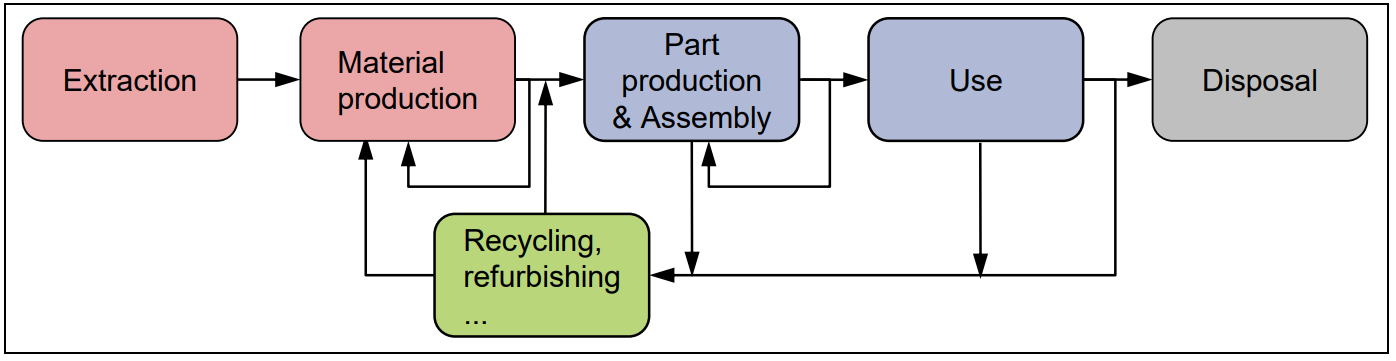 Extraction
Material
production
Part
production
& Assembly
Use
Disposal
Recycling,
refurbishing
...